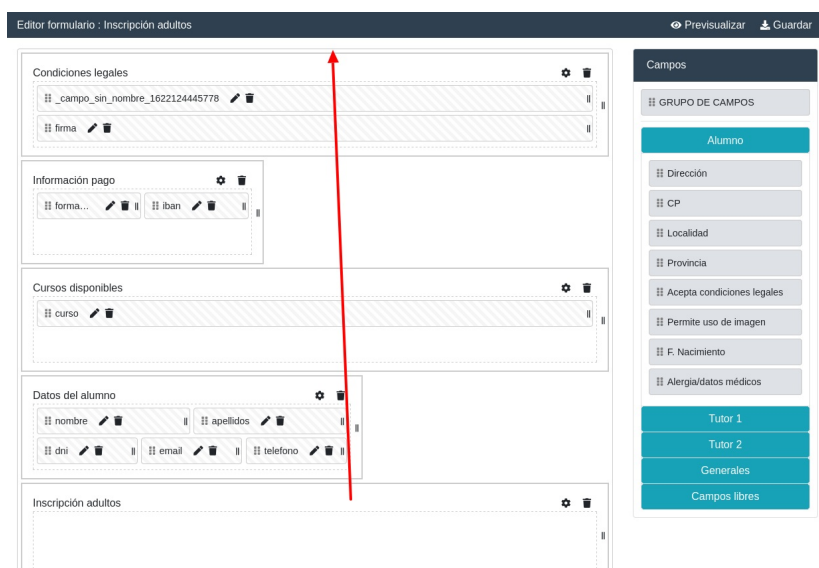 Editor formulario : Inscripción adultos
Previsualizar
Guardar
Condiciones legales
_campo_sin_nombre_1622124445778
firma
Información pago
forma...
iban
Cursos disponibles
curso
Datos del alumno
nombre
apellidos
dni
email
telefono
Inscripción adultos
Campos
GRUPO DE CAMPOS
Alumno
Dirección
CP
Localidad
Provincia
Acepta condiciones legales
Permite uso de imagen
F. Nacimiento
Alergia/datos médicos
Tutor 1
Tutor 2
Generales
Campos libres